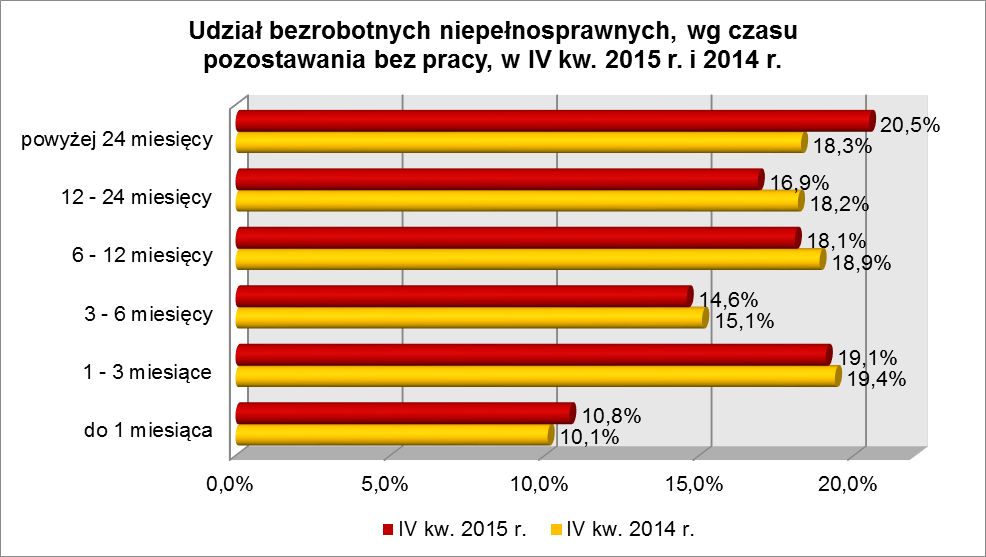 Udział bezrobotnych niepełnosprawnych, wg czasu
pozostawania bez pracy, w IV kw. 2015 r. i 2014 r.
powyżej 24 miesięcy
20,5%
18,3%
12 - 24 miesięcy
16,9%
18,2%
6 - 12 miesięcy
18,1%
18,9%
3 - 6 miesięcy
14,6%
15,1%
1 - 3 miesiące
19,1%
19,4%
do 1 miesiąca
10,8%
10,1%
0,0% 5,0% 10,0% 15,0% 20,0%
IV kw. 2015 r. IV kw. 2014 r.